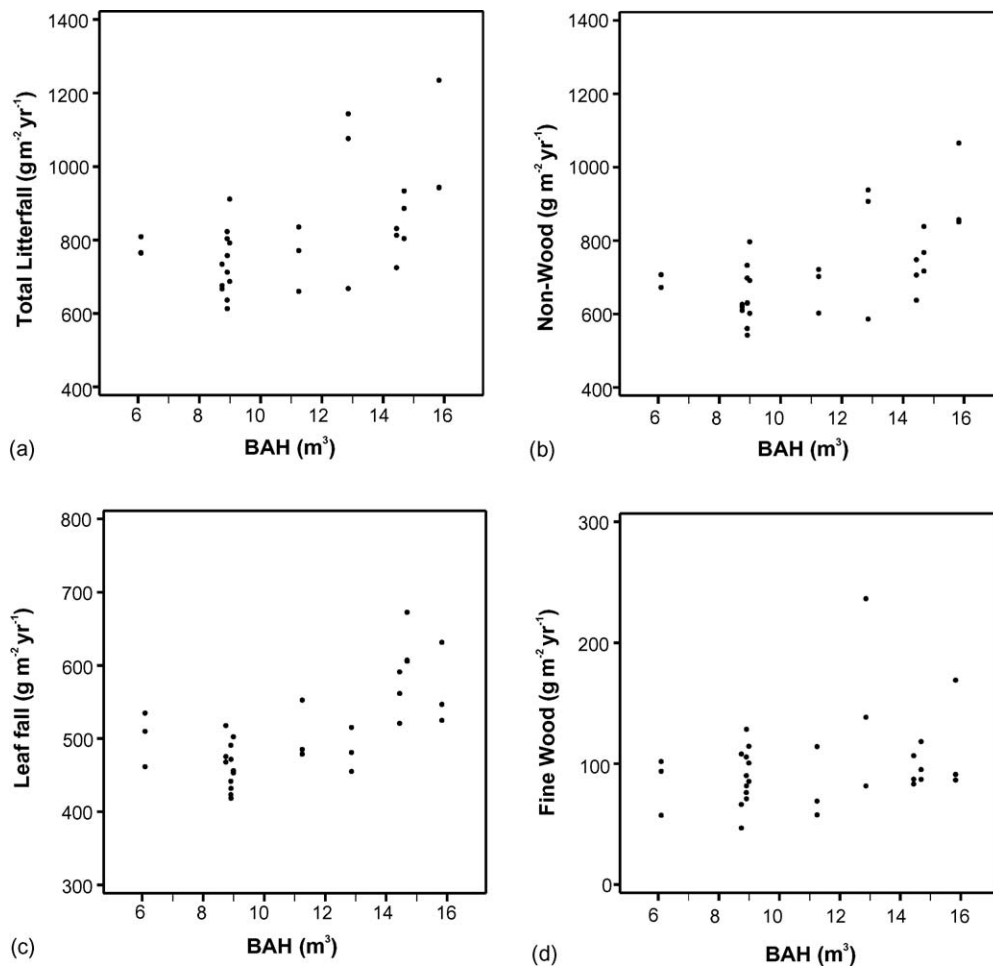 1400
1200
1000
800
600
400
Total Litterfall (g m⁻² yr⁻¹)
6 8 10 12 14 16
BAH (m³)
(a)
1400
1200
1000
800
600
400
Non-Wood (g m⁻² yr⁻¹)
6 8 10 12 14 16
BAH (m³)
(b)
800
700
600
500
400
300
Leaf fall (g m⁻² yr⁻¹)
6 8 10 12 14 16
BAH (m³)
(c)
300
200
100
0
Fine Wood (g m⁻² yr⁻¹)
6 8 10 12 14 16
BAH (m³)
(d)